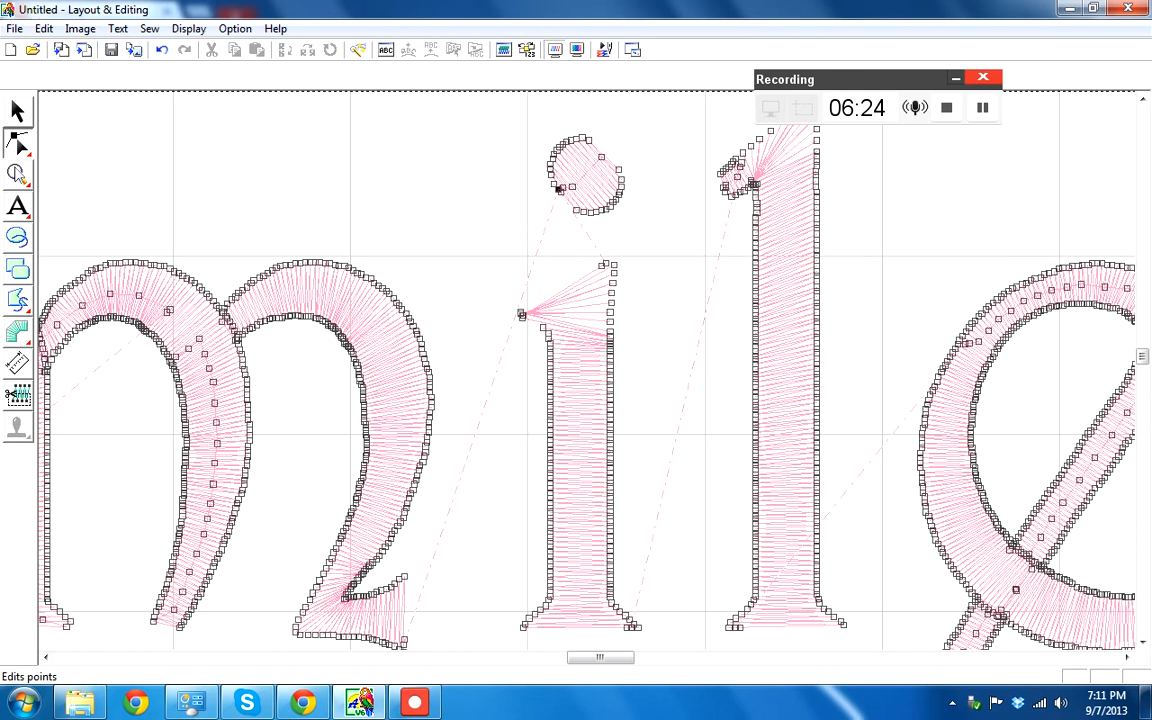 Untitled - Layout & Editing
File Edit Image Text Sew Display Option Help
ABC
Recording
06:24
A
m i l e
Edits points
7:11 PM
9/7/2013